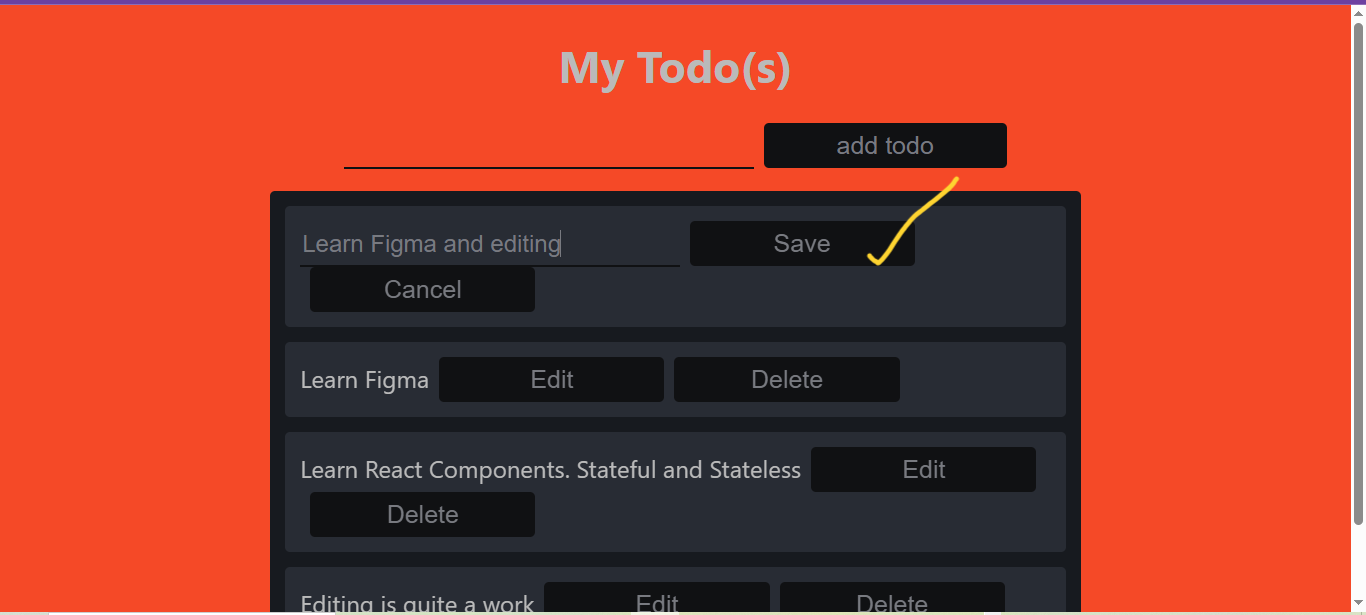 My Todo(s)
add todo
Learn Figma and editing Save
Cancel
Learn Figma Edit Delete
Learn React Components. Stateful and Stateless Edit
Delete
Editing is quite a work Edit Delete